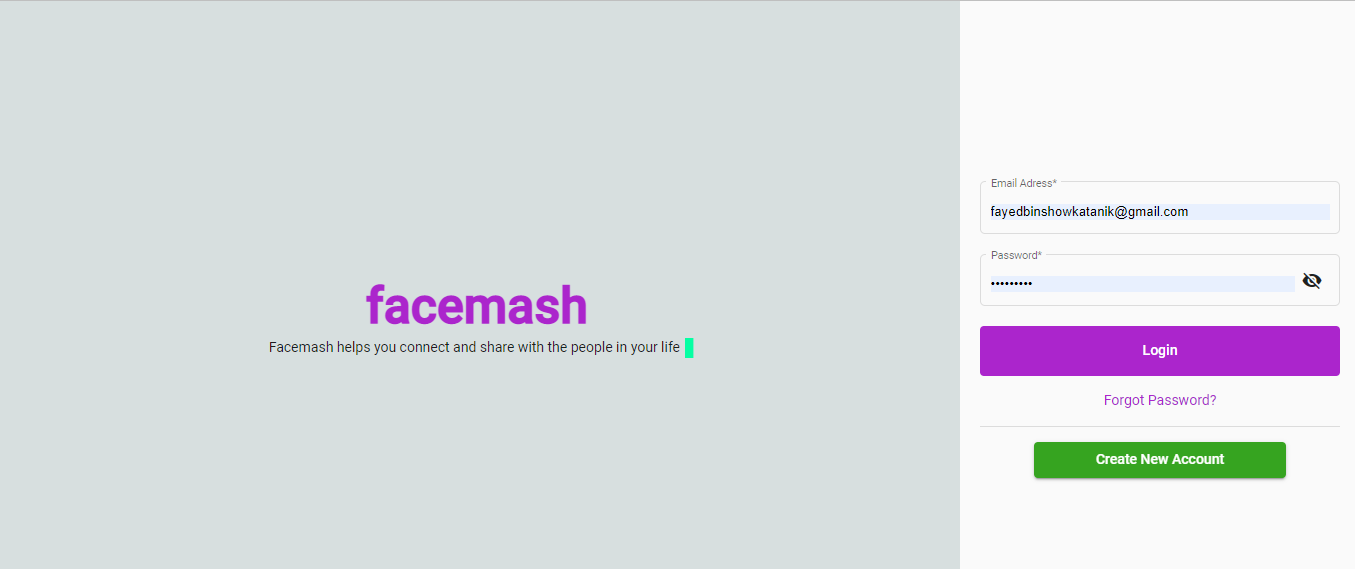 facemash
Facemash helps you connect and share with the people in your life
Email Adress*
fayedbinshowkatanik@gmail.com
Password*
•••••••••
Login
Forgot Password?
Create New Account